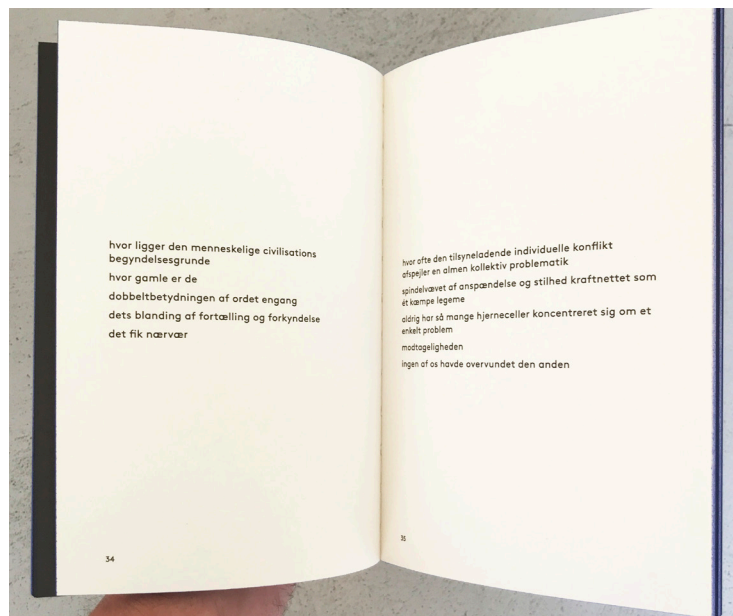 hvor ligger den menneskelige civilisations
begyndelsesgrunde
hvor gamle er de
dobbeltbetydningen af ordet engang
dets blanding af fortælling og forkyndelse
det fik nærvær
34
hvor ofte den tilsyneladende individuelle konflikt
afspejler en almen kollektiv problematik
spindelvævet af anspændelse og stilhed kraftnettet som
ét kæmpe legeme
aldrig har så mange hjerneceller koncentreret sig om et
enkelt problem
modtageligheden
ingen af os havde overvundet den anden
35